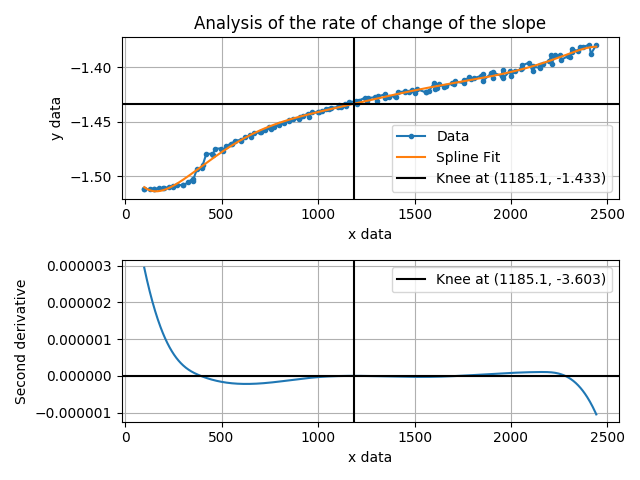 Analysis of the rate of change of the slope
−1.40
−1.45
−1.50
y data
Data
Spline Fit
Knee at (1185.1, -1.433)
0 500 1000 1500 2000 2500
x data
0.000003
0.000002
0.000001
0.000000
−0.000001
Second derivative
Knee at (1185.1, -3.603)
0 500 1000 1500 2000 2500
x data